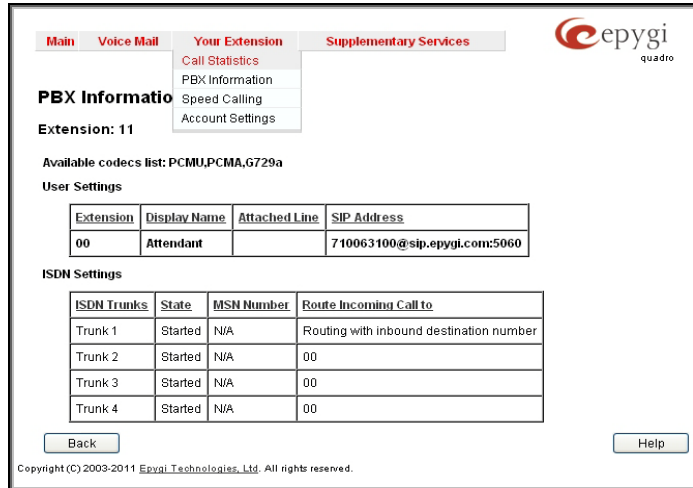 epygi
quadro
Main Voice Mail Your Extension Supplementary Services
Call Statistics
PBX Information
Speed Calling
Account Settings
PBX Informatio
Extension: 11
Available codecs list: PCMU,PCMA,G729a
User Settings
Extension Display Name Attached Line SIP Address
00 Attendant 710063100@sip.epygi.com:5060
ISDN Settings
ISDN Trunks State MSN Number Route Incoming Call to
Trunk 1 Started N/A Routing with inbound destination number
Trunk 2 Started N/A 00
Trunk 3 Started N/A 00
Trunk 4 Started N/A 00
Back Help
Copyright (C) 2003-2011 Epygi Technologies, Ltd. All rights reserved.